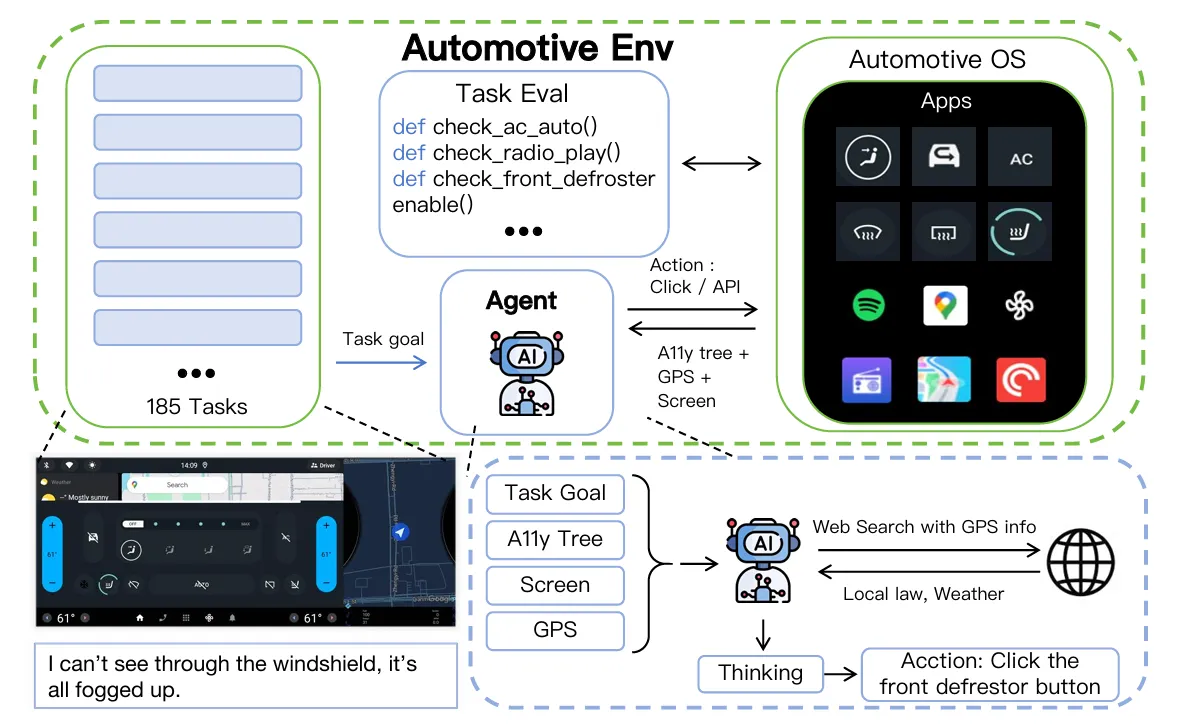 Automotive Env
185 Tasks
Task Eval
def check_ac_auto()
def check_radio_play()
def check_front_defroster
enable()
Automotive OS
Apps
AC
Task goal
Agent
AI
Action :
Click / API
A11y tree +
GPS +
Screen
14:09
Driver
Weather
Mostly sunny
Search
OFF
MAX
61°
61°
AUTO
61°
61°
I can't see through the windshield, it's
all fogged up.
Task Goal
A11y Tree
Screen
GPS
AI
Web Search with GPS info
Local law, Weather
Thinking
Acction: Click the
front defrestor button